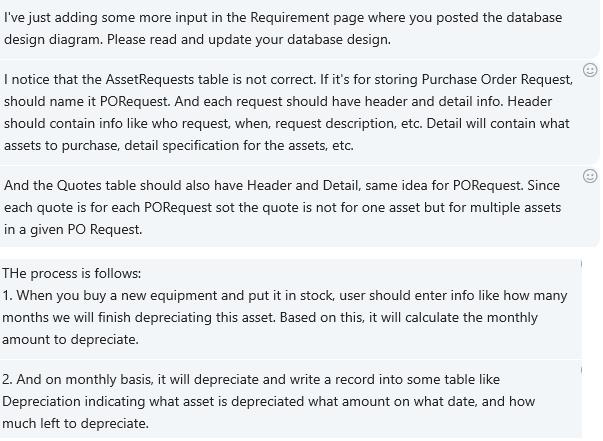 I've just adding some more input in the Requirement page where you posted the database
design diagram. Please read and update your database design.
I notice that the AssetRequests table is not correct. If it's for storing Purchase Order Request,
should name it PORequest. And each request should have header and detail info. Header
should contain info like who request, when, request description, etc. Detail will contain what
assets to purchase, detail specification for the assets, etc.
And the Quotes table should also have Header and Detail, same idea for PORequest. Since
each quote is for each PORequest sot the quote is not for one asset but for multiple assets
in a given PO Request.
THe process is follows:
1. When you buy a new equipment and put it in stock, user should enter info like how many
months we will finish depreciating this asset. Based on this, it will calculate the monthly
amount to depreciate.
2. And on monthly basis, it will depreciate and write a record into some table like
Depreciation indicating what asset is depreciated what amount on what date, and how
much left to depreciate.